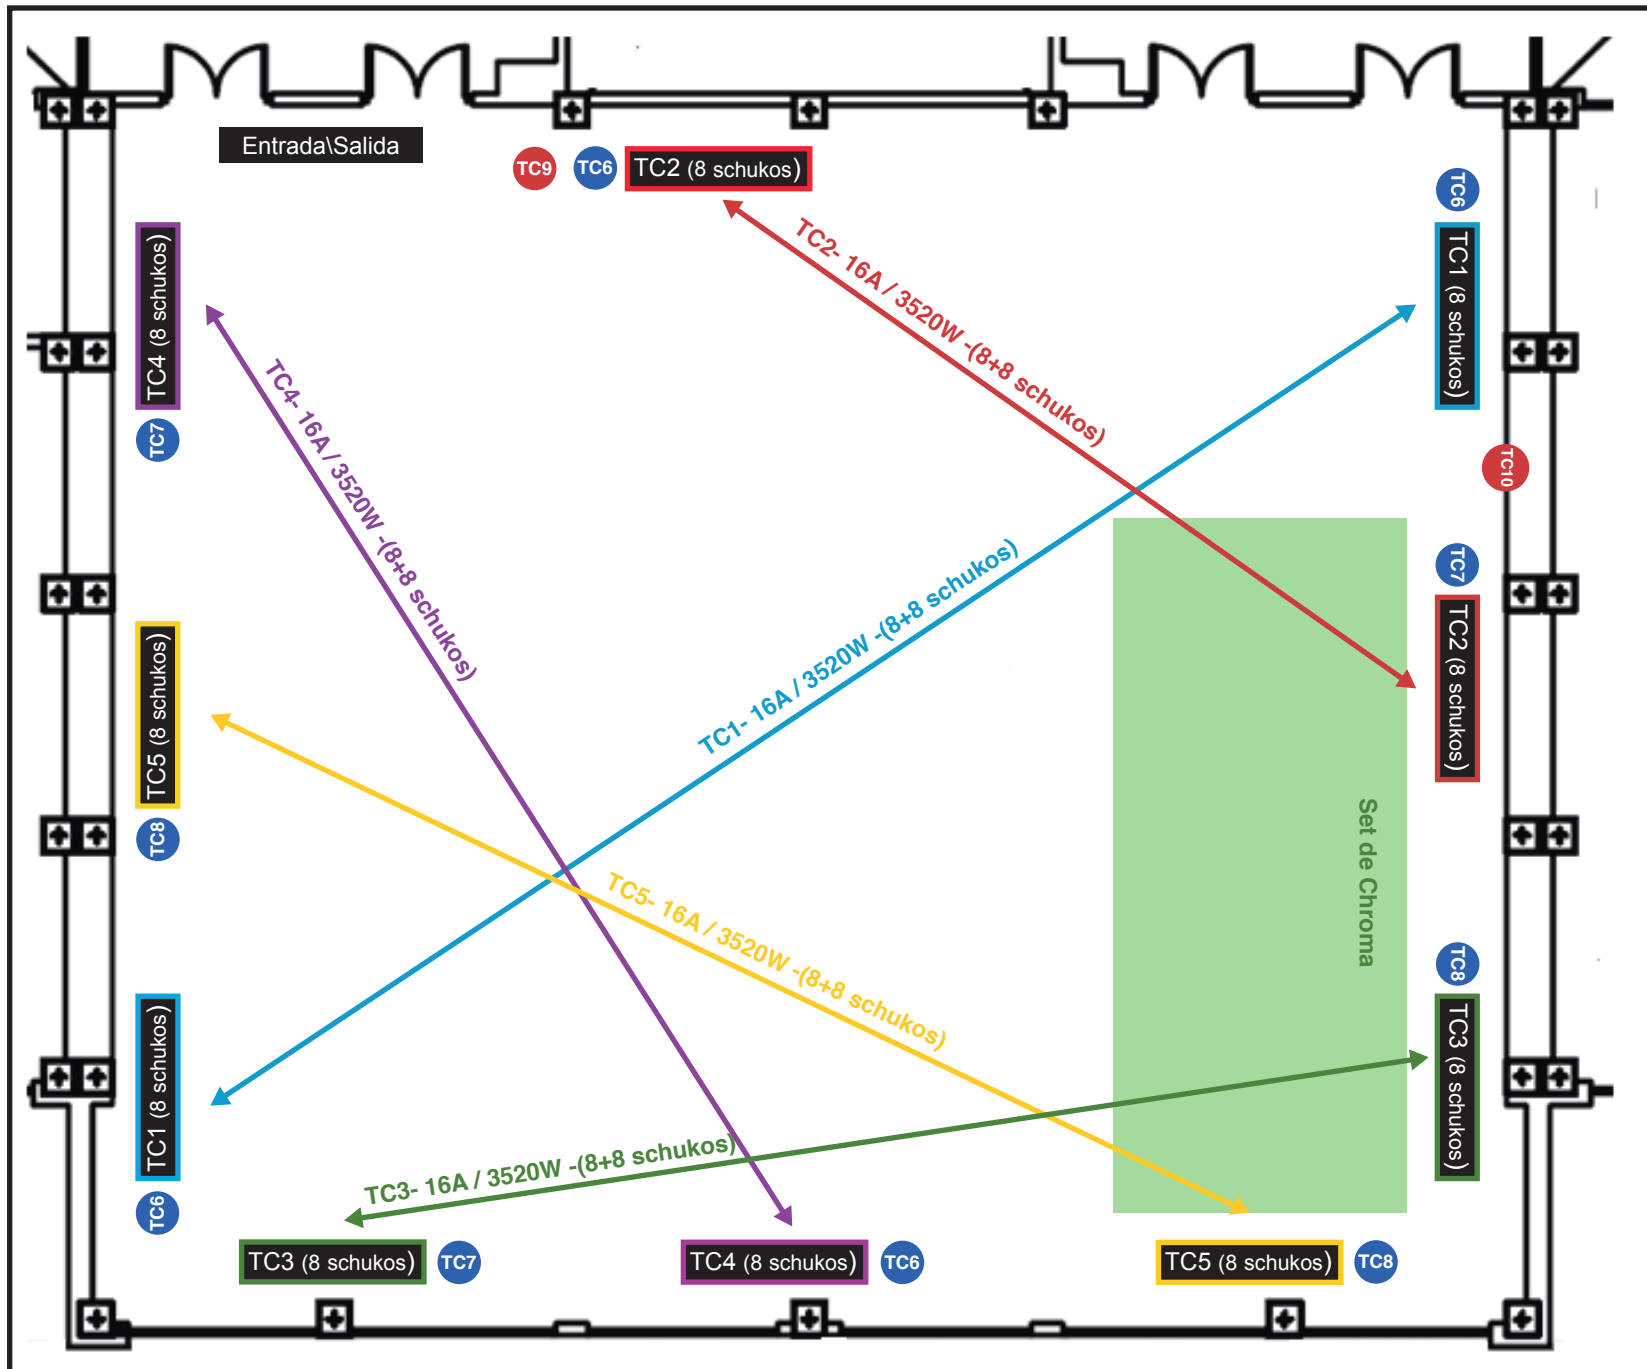 Entrada\Salida
TC9
TC6
TC2 (8 schukos)
TC6
TC1 (8 schukos)
TC4 (8 schukos)
TC7
TC2- 16A / 3520W -(8+8 schukos)
TC4- 16A / 3520W -(8+8 schukos)
TC10
TC1- 16A / 3520W -(8+8 schukos)
TC7
TC2 (8 schukos)
TC5 (8 schukos)
TC8
Set de Chroma
TC5- 16A / 3520W -(8+8 schukos)
TC8
TC3 (8 schukos)
TC1 (8 schukos)
TC6
TC3- 16A / 3520W -(8+8 schukos)
TC3 (8 schukos)
TC7
TC4 (8 schukos)
TC6
TC5 (8 schukos)
TC8